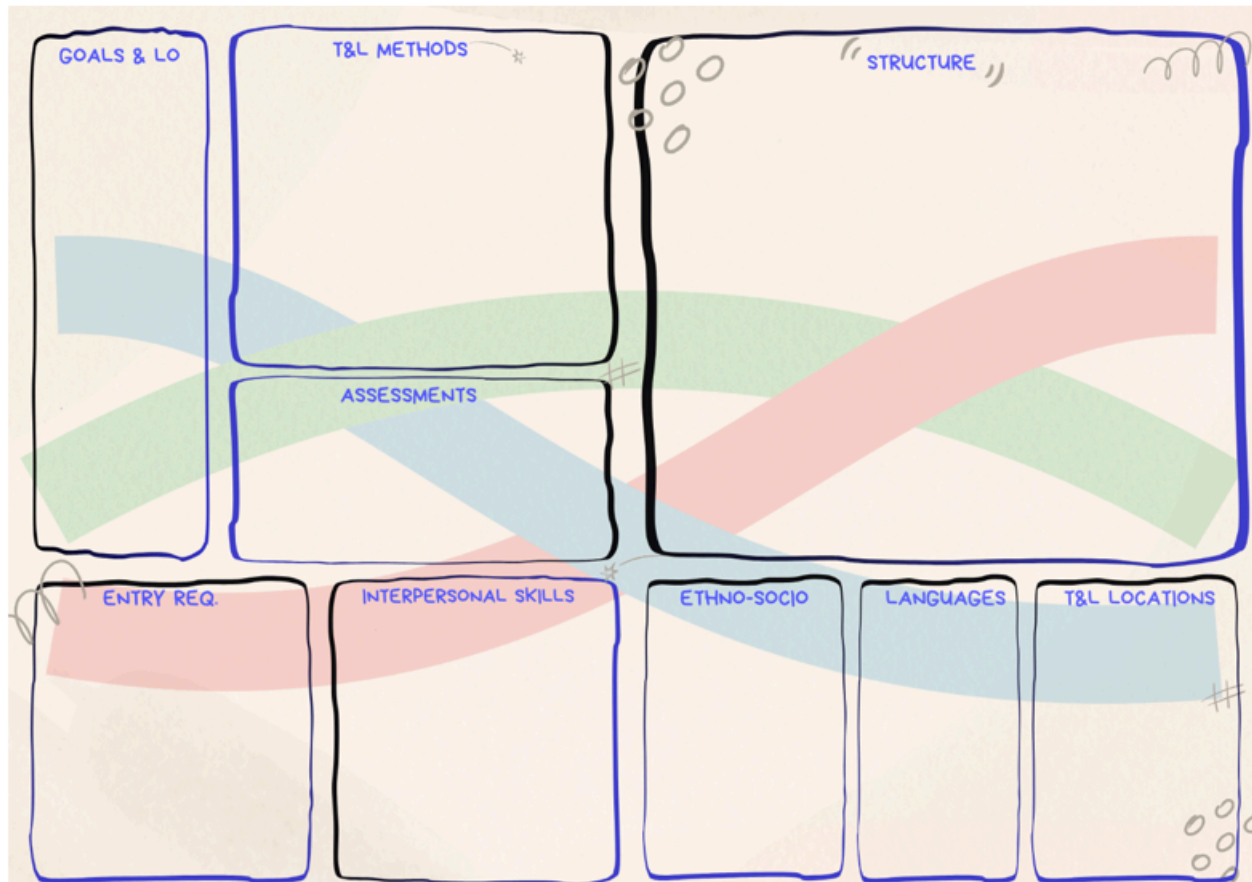 GOALS & LO
T&L METHODS
STRUCTURE
ASSESSMENTS
ENTRY REQ.
INTERPERSONAL SKILLS
ETHNO-SOCIO
LANGUAGES
T&L LOCATIONS